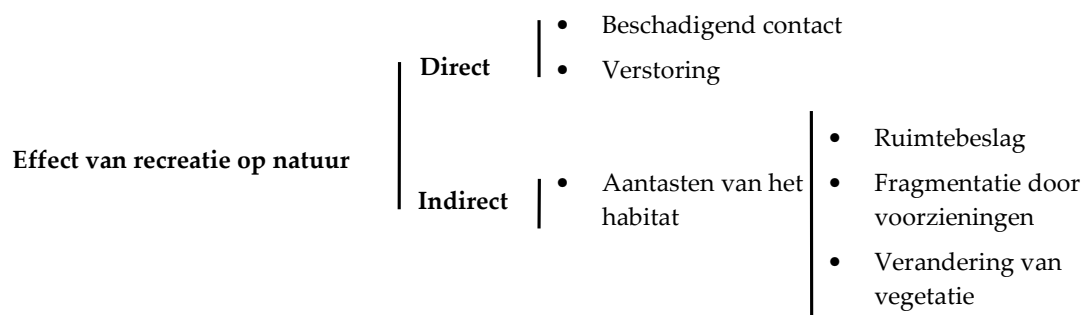 Effect van recreatie op natuur
Direct
• Beschadigend contact
• Verstoring
Indirect
• Aantasten van het
habitat
• Ruimtebeslag
• Fragmentatie door
voorzieningen
• Verandering van
vegetatie